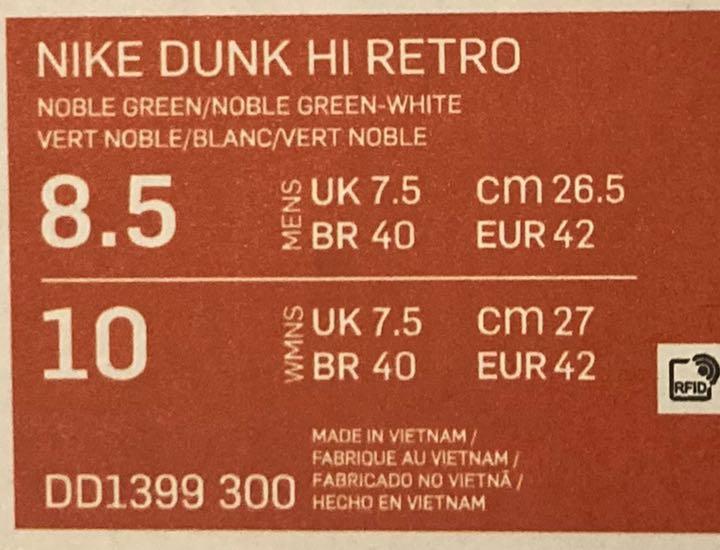 NIKE DUNK HI RETRO
NOBLE GREEN/NOBLE GREEN-WHITE
VERT NOBLE/BLANC/VERT NOBLE
8.5 MENS UK 7.5 cm 26.5
BR 40 EUR 42
10 WMNS UK 7.5 cm 27
BR 40 EUR 42
RFID
MADE IN VIETNAM /
FABRIQUE AU VIETNAM /
FABRICADO NO VIETNÃ /
HECHO EN VIETNAM
DD1399 300